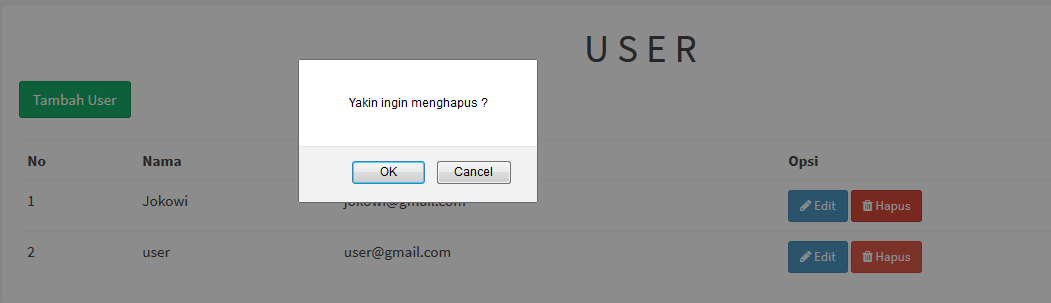 USER
Tambah User
Yakin ingin menghapus ?
OK Cancel
No Nama Opsi
1 Jokowi jokowi@gmail.com Edit Hapus
2 user user@gmail.com Edit Hapus